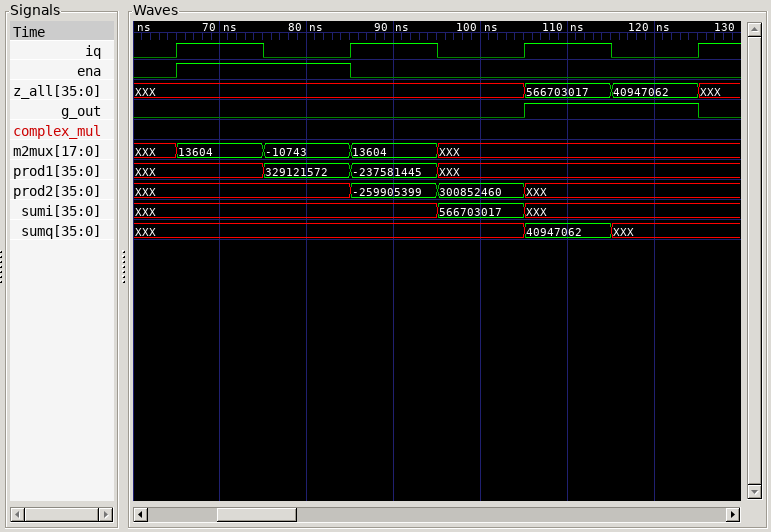 Signals
Waves
Time
ns 70 ns 80 ns 90 ns 100 ns 110 ns 120 ns 130
iq
ena
z_all[35:0] XXX 566703017 40947062 XXX
g_out
complex_mul
m2mux[17:0] XXX 13604 -10743 13604 XXX
prod1[35:0] XXX 329121572 -237581445 XXX
prod2[35:0] XXX -259905399 300852460 XXX
sumi[35:0] XXX 566703017 XXX
sumq[35:0] XXX 40947062 XXX